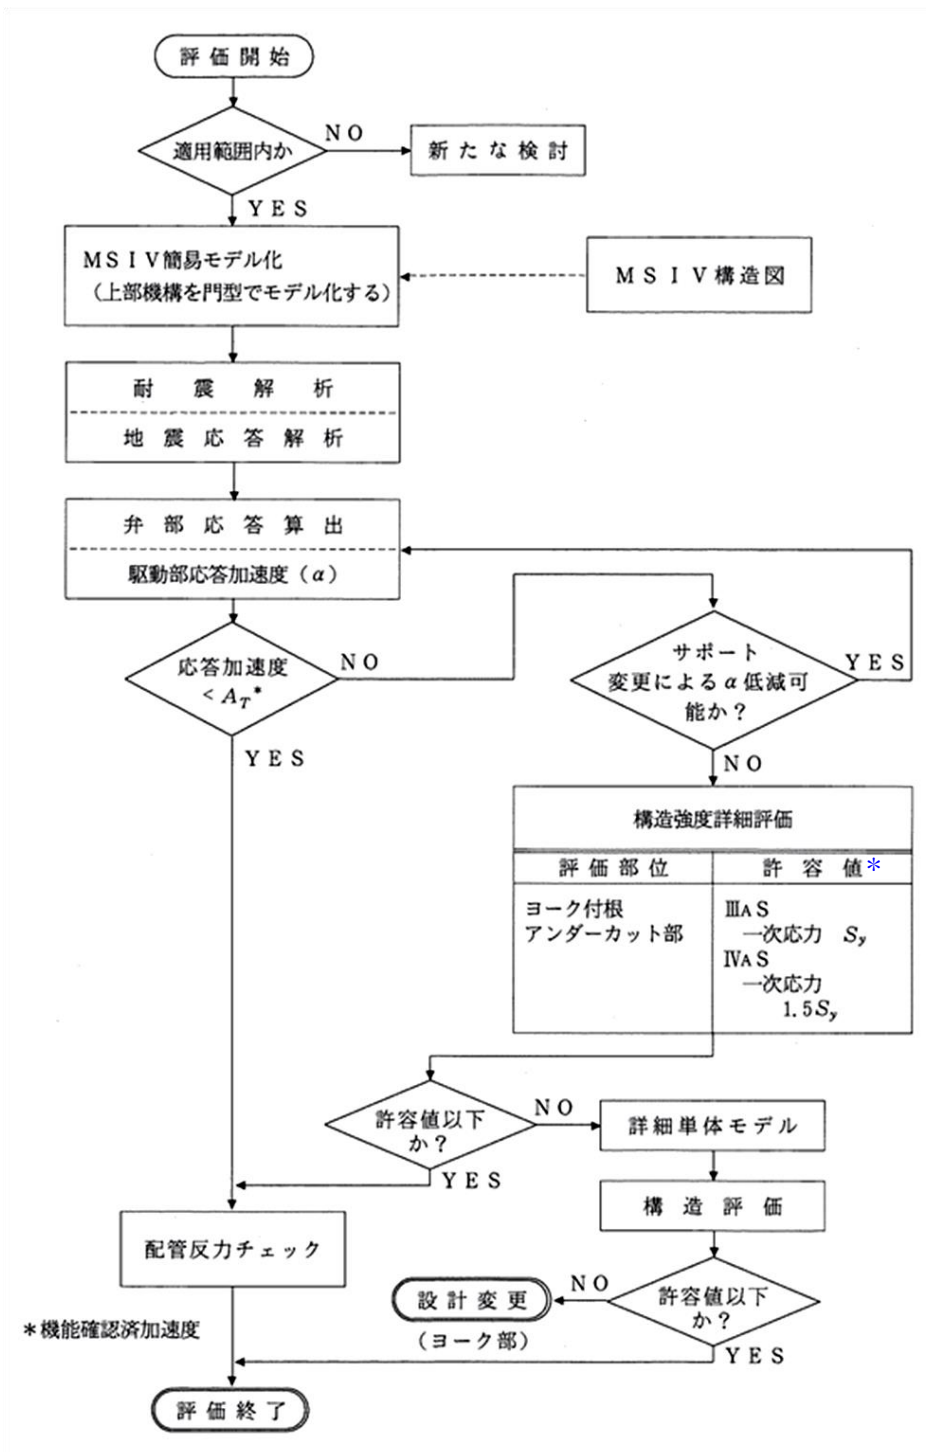 評価開始
適用範囲内か
NO
新たな検討
YES
MSIV簡易モデル化
(上部機構を門型でモデル化する)
MSIV構造図
耐震解析
地震応答解析
弁部応答算出
駆動部応答加速度(α)
応答加速度
<A_T*
NO
サポート
変更によるα低減可
能か?
YES
YES
NO
構造強度詳細評価
評価部位
許容値*
ヨーク付根
アンダーカット部
ⅢAS
一次応力 Sy
ⅣAS
一次応力
1.5Sy
許容値以下
か?
NO
詳細単体モデル
YES
構造評価
配管反力チェック
許容値以下
か?
NO
設計変更
(ヨーク部)
YES
*機能確認済加速度
評価終了